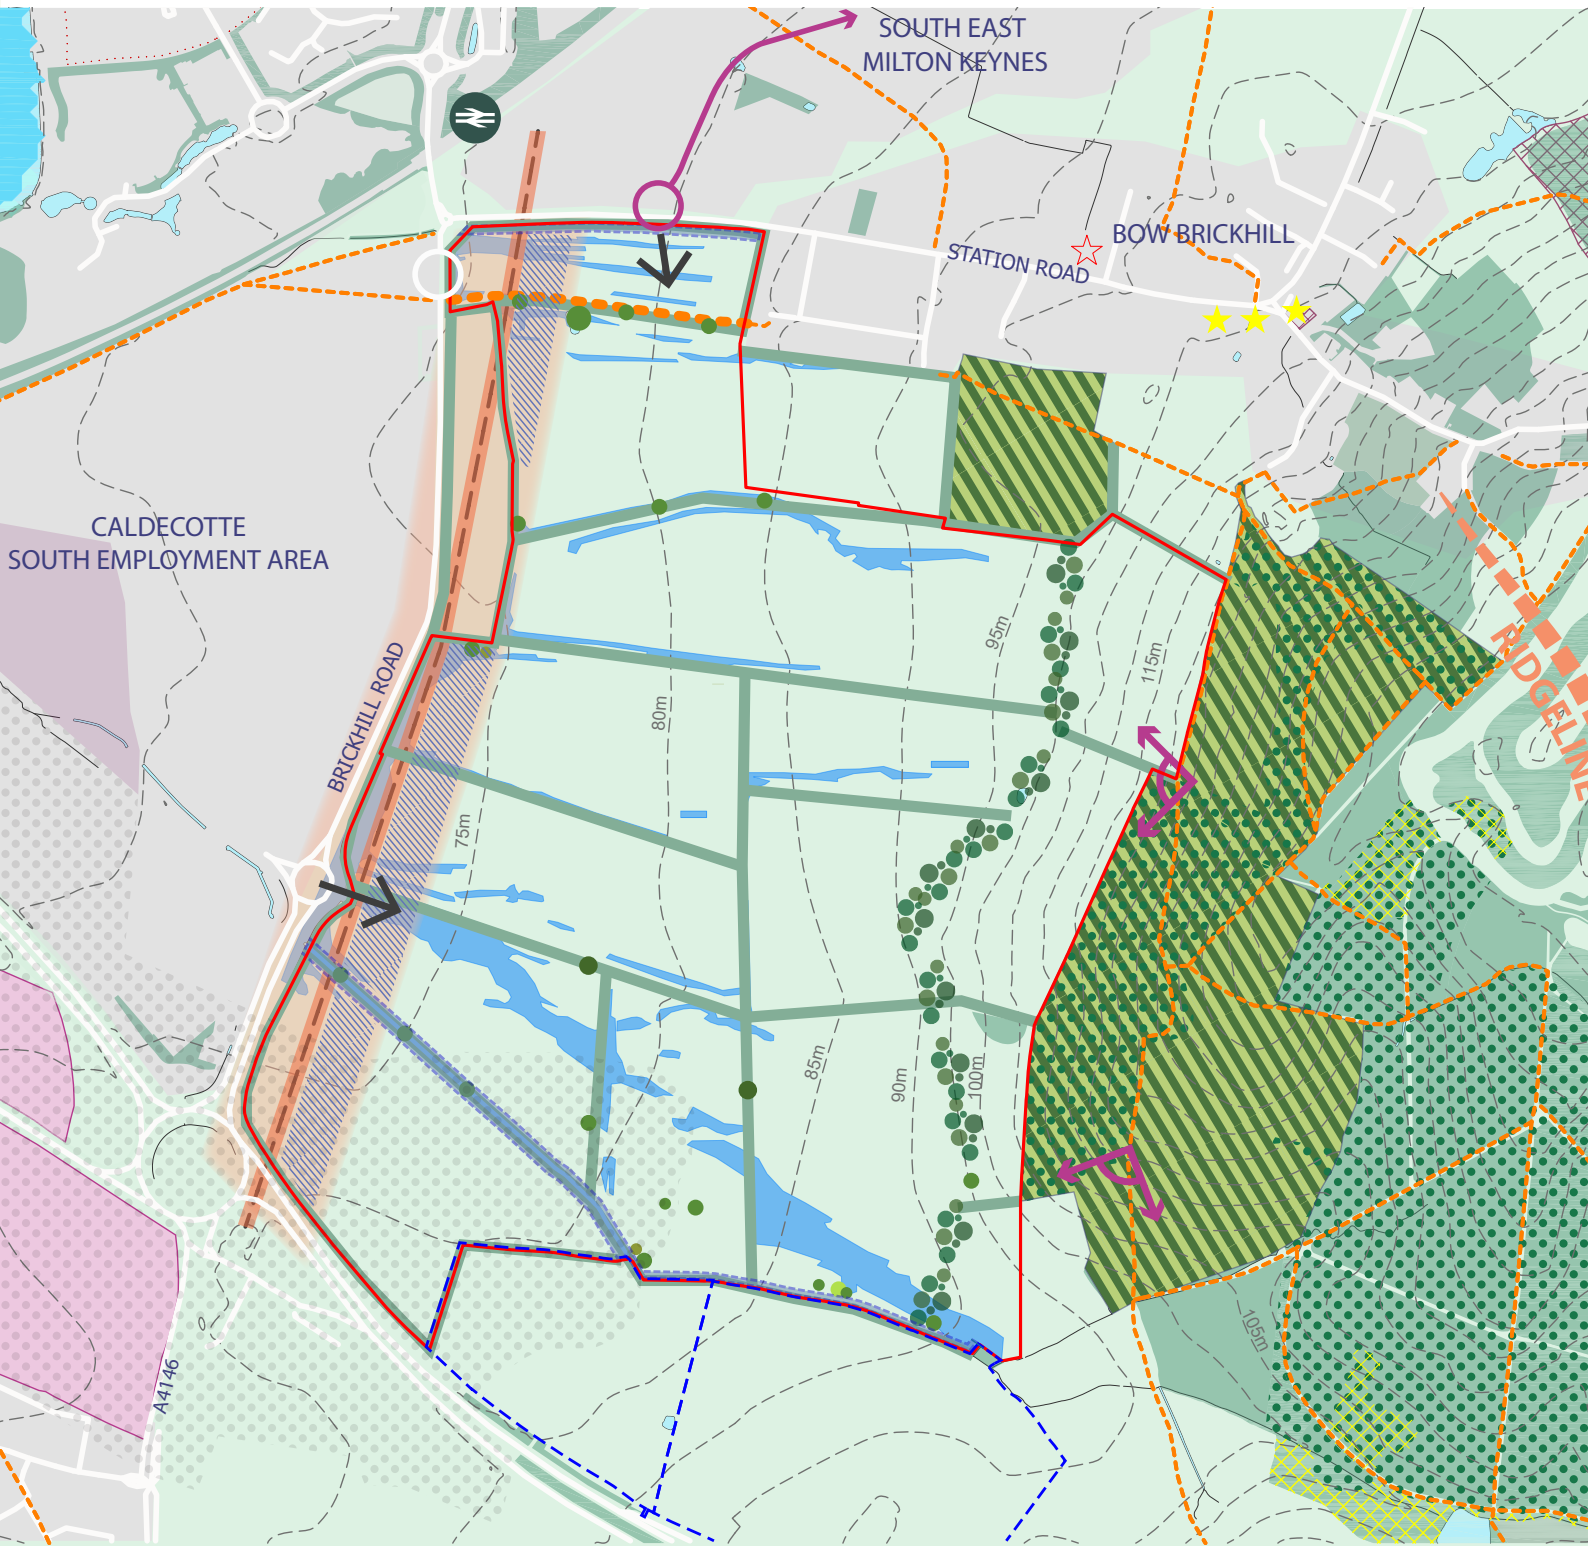 SOUTH EAST
MILTON KEYNES
BOW BRICKHILL
STATION ROAD
CALDECOTTE
SOUTH EMPLOYMENT AREA
BRICKHILL ROAD
95m
115m
RIDGELINE
80m
75m
85m
90m
100m
105m
A4146